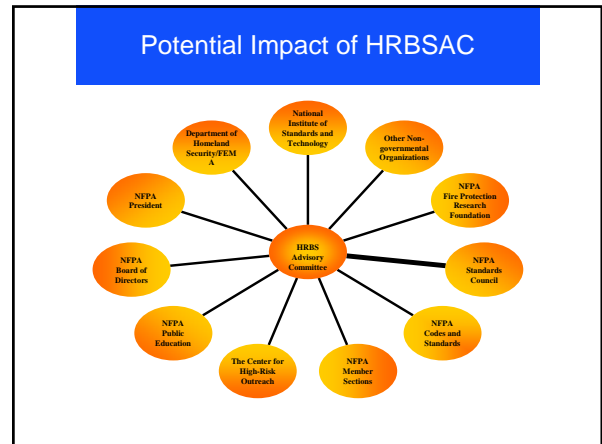 Potential Impact of HRBSAC
National
Institute of
Standards and
Technology
Department of
Homeland
Security/FEM
A
Other Non-
governmental
Organizations
NFPA
President
NFPA
Fire Protection
Research
Foundation
HRBS
Advisory
Committee
NFPA
Board of
Directors
NFPA
Standards
Council
NFPA
Public
Education
NFPA
Codes and
Standards
The Center for
High-Risk
Outreach
NFPA
Member
Sections